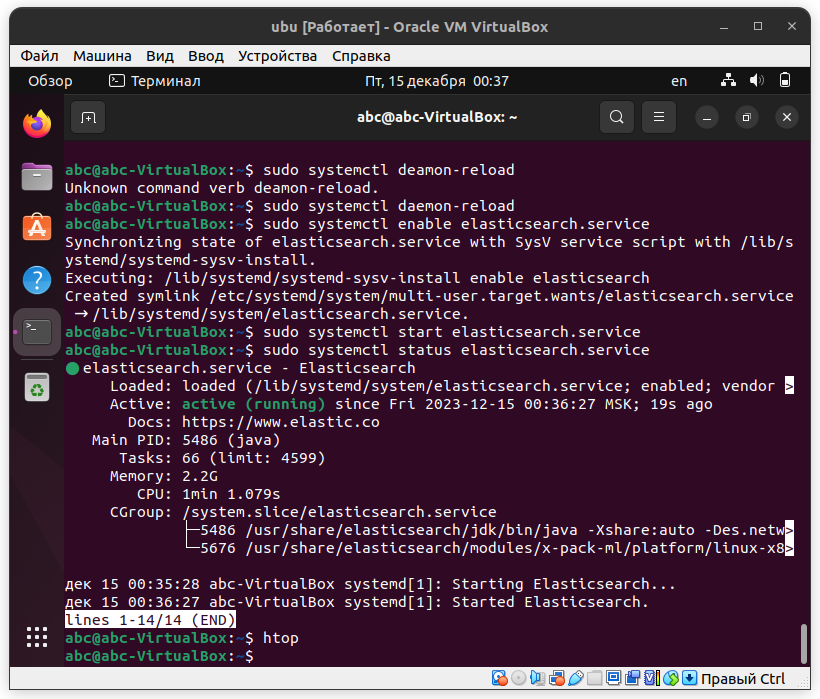 ubu [Работает] - Oracle VM VirtualBox
Файл Машина Вид Ввод Устройства Справка
Обзор Терминал Пт, 15 декабря 00:37 en
abc@abc-VirtualBox: ~
abc@abc-VirtualBox:~$ sudo systemctl deamon-reload
Unknown command verb deamon-reload.
abc@abc-VirtualBox:~$ sudo systemctl daemon-reload
abc@abc-VirtualBox:~$ sudo systemctl enable elasticsearch.service
Synchronizing state of elasticsearch.service with SysV service script with /lib/s
ystemd/systemd-sysv-install.
Executing: /lib/systemd/systemd-sysv-install enable elasticsearch
Created symlink /etc/systemd/system/multi-user.target.wants/elasticsearch.service
→ /lib/systemd/system/elasticsearch.service.
abc@abc-VirtualBox:~$ sudo systemctl start elasticsearch.service
abc@abc-VirtualBox:~$ sudo systemctl status elasticsearch.service
● elasticsearch.service - Elasticsearch
Loaded: loaded (/lib/systemd/system/elasticsearch.service; enabled; vendor >
Active: active (running) since Fri 2023-12-15 00:36:27 MSK; 19s ago
Docs: https://www.elastic.co
Main PID: 5486 (java)
Tasks: 66 (limit: 4599)
Memory: 2.2G
CPU: 1min 1.079s
CGroup: /system.slice/elasticsearch.service
├─5486 /usr/share/elasticsearch/jdk/bin/java -Xshare:auto -Des.netw>
└─5676 /usr/share/elasticsearch/modules/x-pack-ml/platform/linux-x8>
дек 15 00:35:28 abc-VirtualBox systemd[1]: Starting Elasticsearch...
дек 15 00:36:27 abc-VirtualBox systemd[1]: Started Elasticsearch.
lines 1-14/14 (END)
abc@abc-VirtualBox:~$ htop
abc@abc-VirtualBox:~$
Правый Ctrl